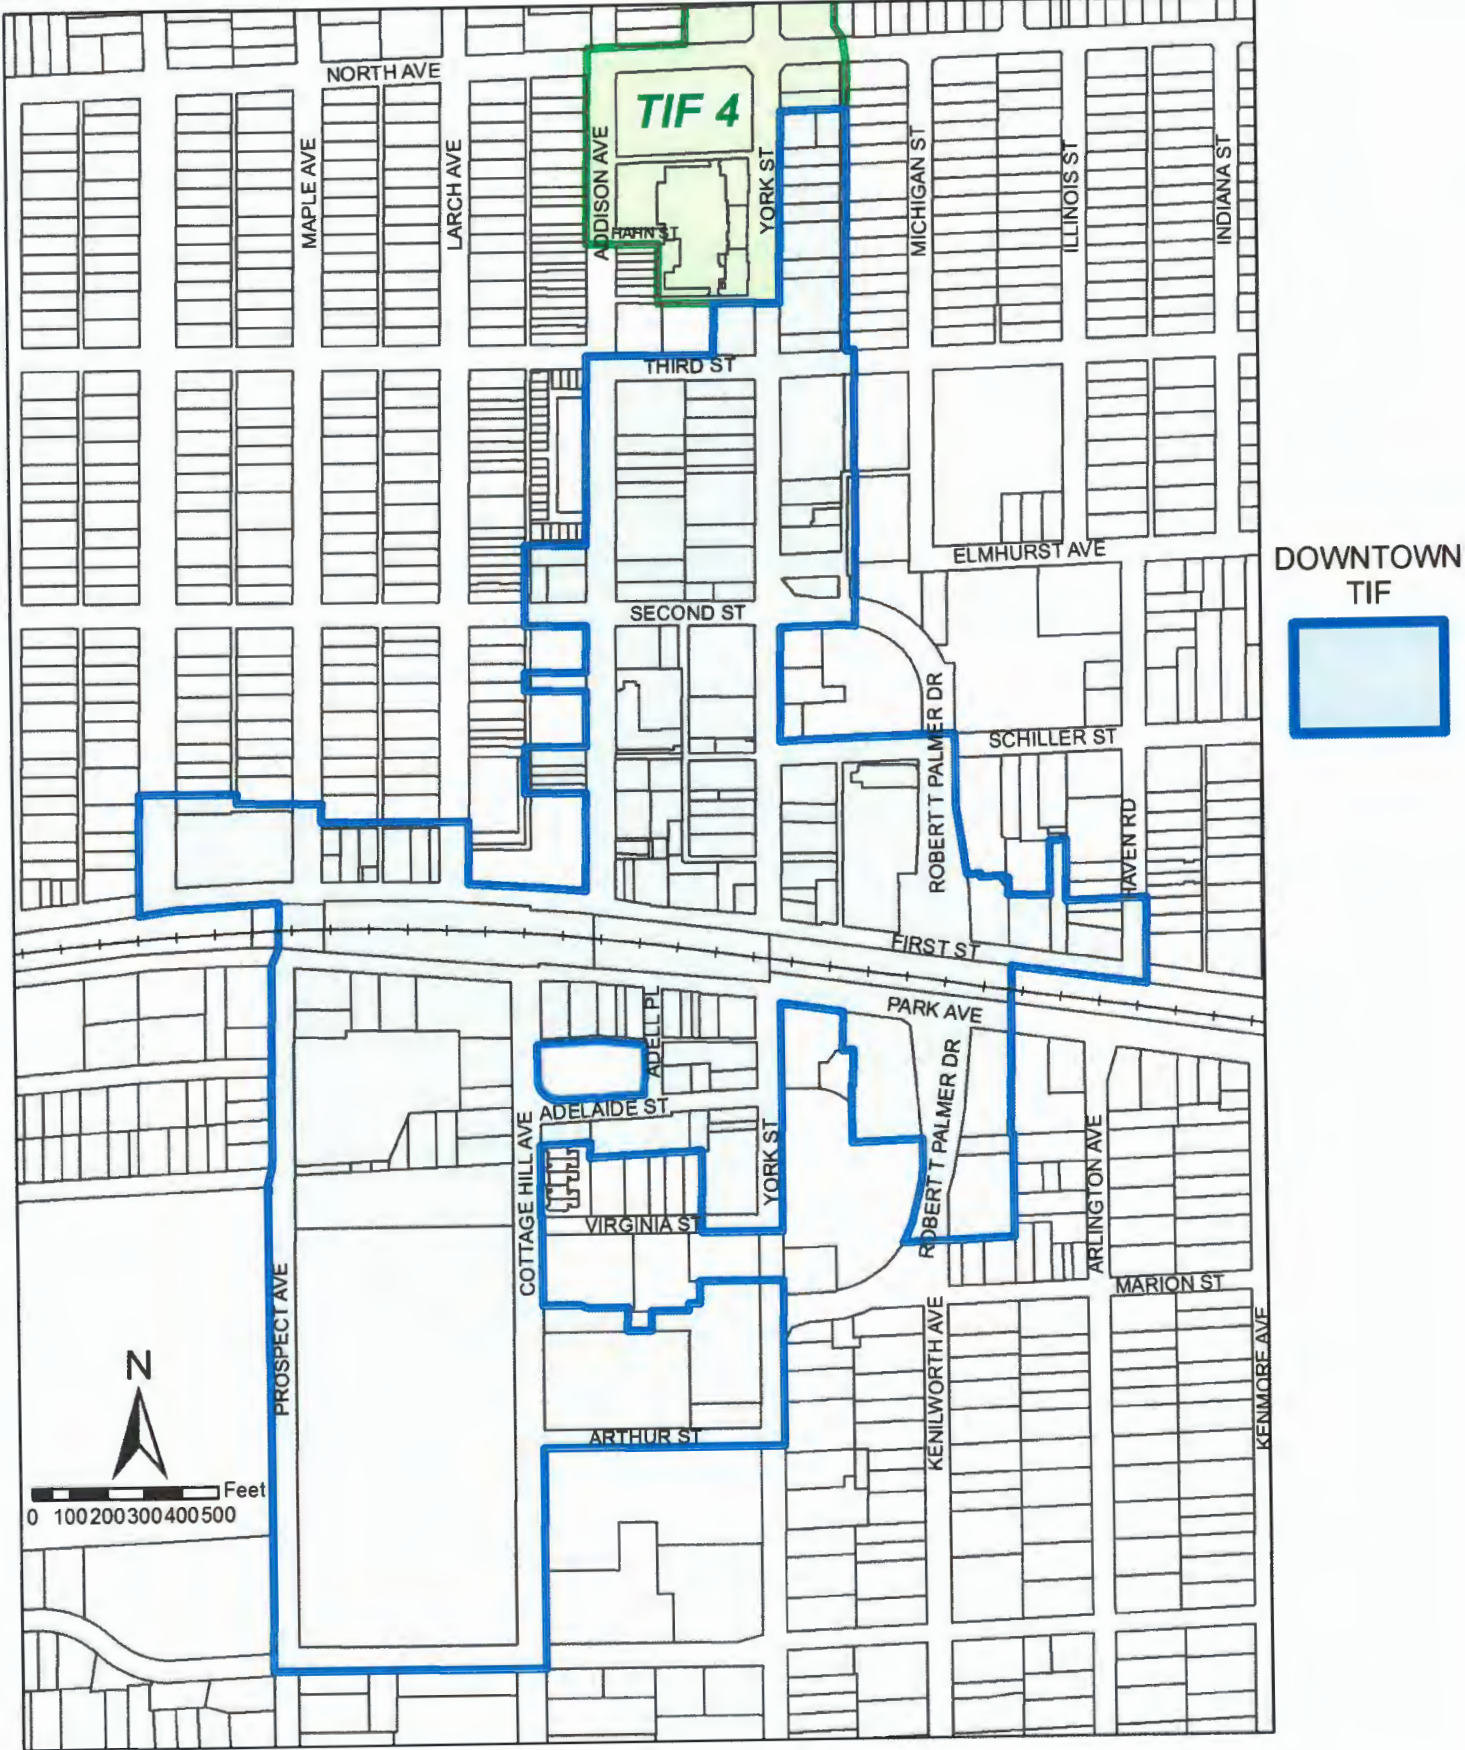 NORTH AVE
TIF 4
MAPLE AVE
LARCH AVE
ADDISON AVE
HAHN ST
YORK ST
MICHIGAN ST
ILLINOIS ST
INDIANA ST
THIRD ST
ELMHURST AVE
DOWNTOWN
TIF
SECOND ST
ROBERT T PALMER DR
SCHILLER ST
HAVEN RD
FIRST ST
PARK AVE
ADELL PL
ADELAIDE ST
COTTAGE HILL AVE
YORK ST
ROBERT T PALMER DR
ROBERT T PALMER DR
ARLINGTON AVE
VIRGINIA ST
MARION ST
PROSPECT AVE
KENILWORTH AVE
KENMORE AVE
N
ARTHUR ST
Feet
0 100 200 300 400 500